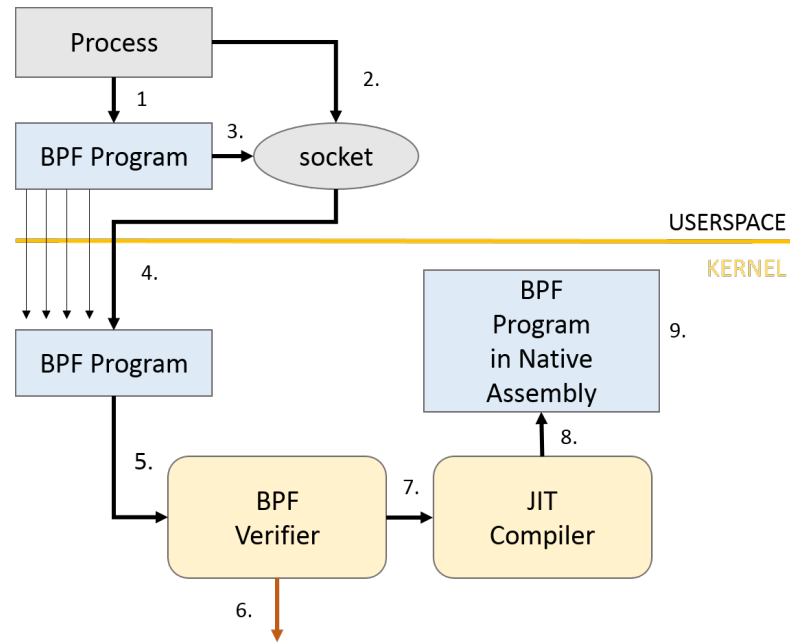 Process
1
2.
BPF Program
3.
socket
USERSPACE
KERNEL
4.
BPF Program
BPF
Program
in Native
Assembly
9.
5.
BPF
Verifier
7.
JIT
Compiler
8.
6.